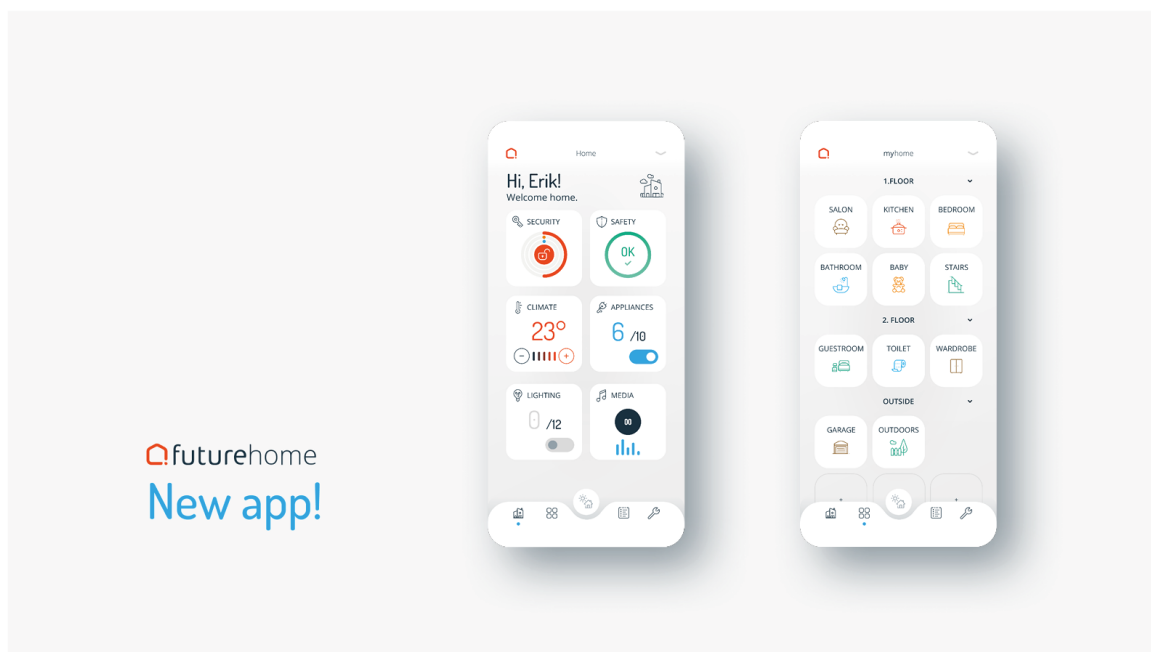 futurehome
New app!
Home
Hi, Erik!
Welcome home.
SECURITY
SAFETY
OK
CLIMATE
APPLIANCES
23°
6 /10
LIGHTING
MEDIA
/12
myhome
1.FLOOR
SALON KITCHEN BEDROOM
BATHROOM BABY STAIRS
2. FLOOR
GUESTROOM TOILET WARDROBE
OUTSIDE
GARAGE OUTDOORS